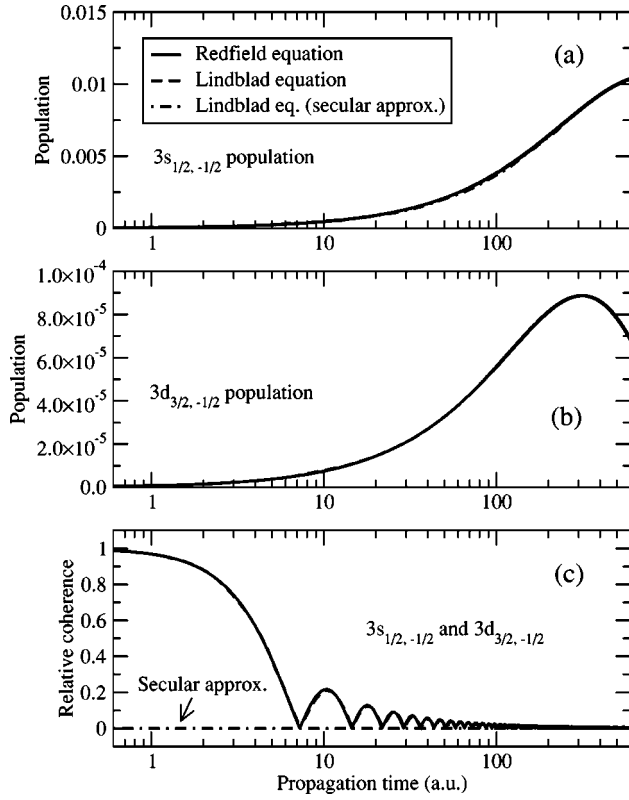 0.015
0.01
0.005
0
Population
Redfield equation
Lindblad equation
Lindblad eq. (secular approx.)
(a)
3s1/2, -1/2 population
1
10
100
1.0×10-4
8.0×10-5
6.0×10-5
4.0×10-5
2.0×10-5
0.0
Population
3d3/2, -1/2 population
(b)
1
10
100
1
0.8
0.6
0.4
0.2
0
Relative coherence
(c)
3s1/2, -1/2 and 3d3/2, -1/2
Secular approx.
1
10
100
Propagation time (a.u.)